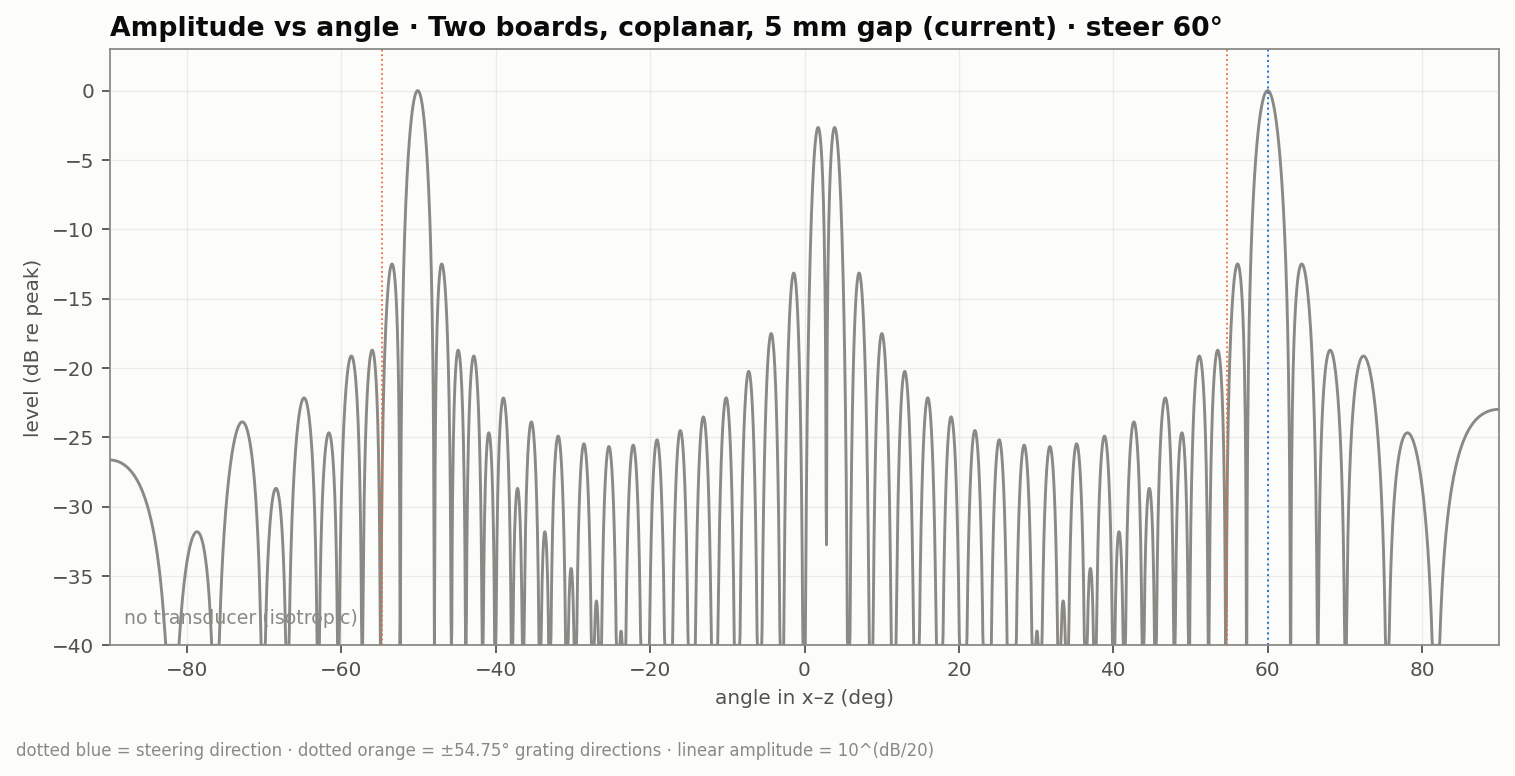 Amplitude vs angle · Two boards, coplanar, 5 mm gap (current) · steer 60°
0
−5
−10
−15
−20
−25
−30
−35
−40
level (dB re peak)
no transducer (isotropic)
−80 −60 −40 −20 0 20 40 60 80
angle in x–z (deg)
dotted blue = steering direction · dotted orange = ±54.75° grating directions · linear amplitude = 10^(dB/20)